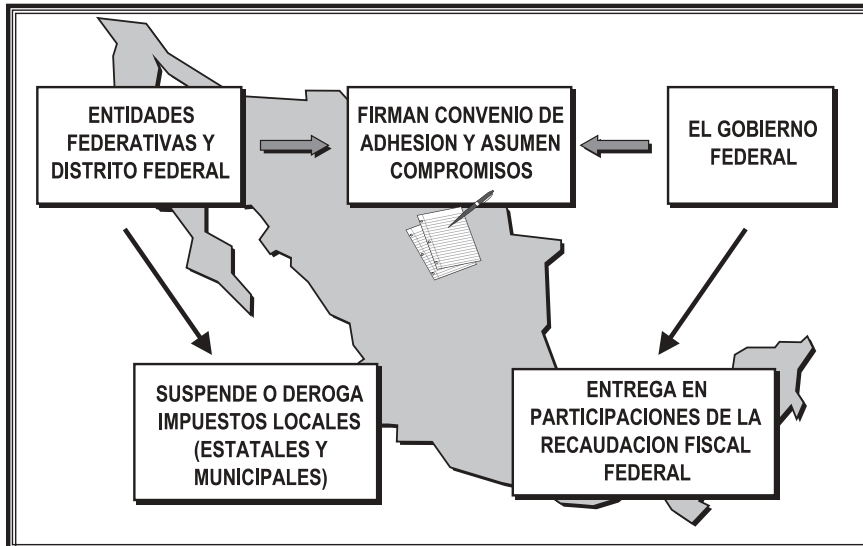 ENTIDADES
FEDERATIVAS Y
DISTRITO FEDERAL
FIRMAN CONVENIO DE
ADHESION Y ASUMEN
COMPROMISOS
EL GOBIERNO
FEDERAL
SUSPENDE O DEROGA
IMPUESTOS LOCALES
(ESTATALES Y
MUNICIPALES)
ENTREGA EN
PARTICIPACIONES DE LA
RECAUDACION FISCAL
FEDERAL